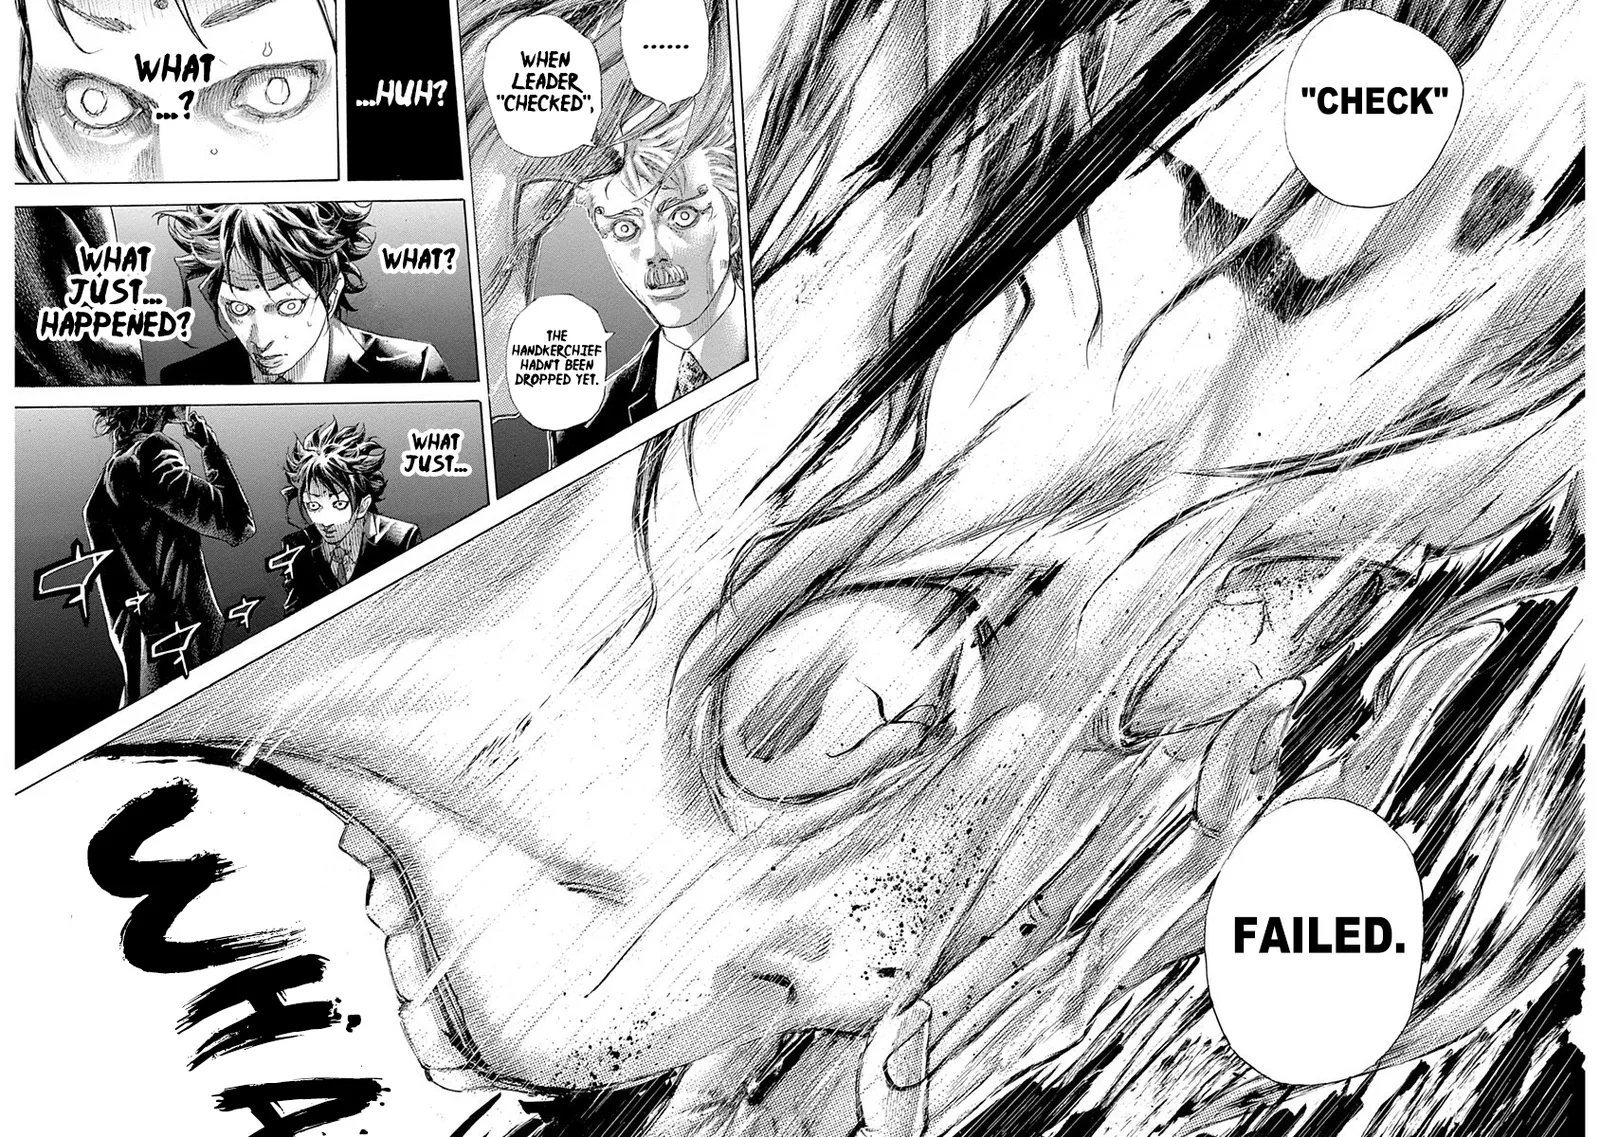 "CHECK"
FAILED.
......
WHEN
LEADER
"CHECKED",
THE
HANDKERCHIEF
HADN'T BEEN
DROPPED YET.
...HUH?
WHAT
...?
WHAT?
WHAT
JUST...
HAPPENED?
WHAT
JUST...
WHA